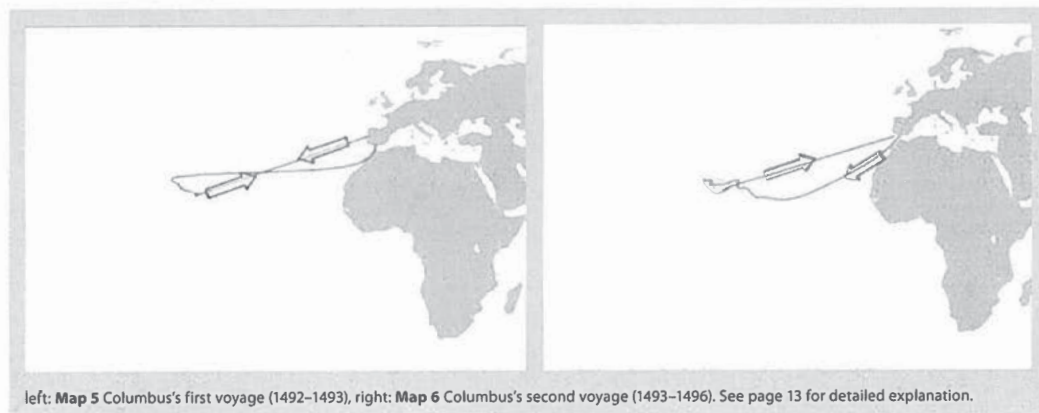 left: Map 5 Columbus's first voyage (1492–1493), right: Map 6 Columbus's second voyage (1493–1496). See page 13 for detailed explanation.